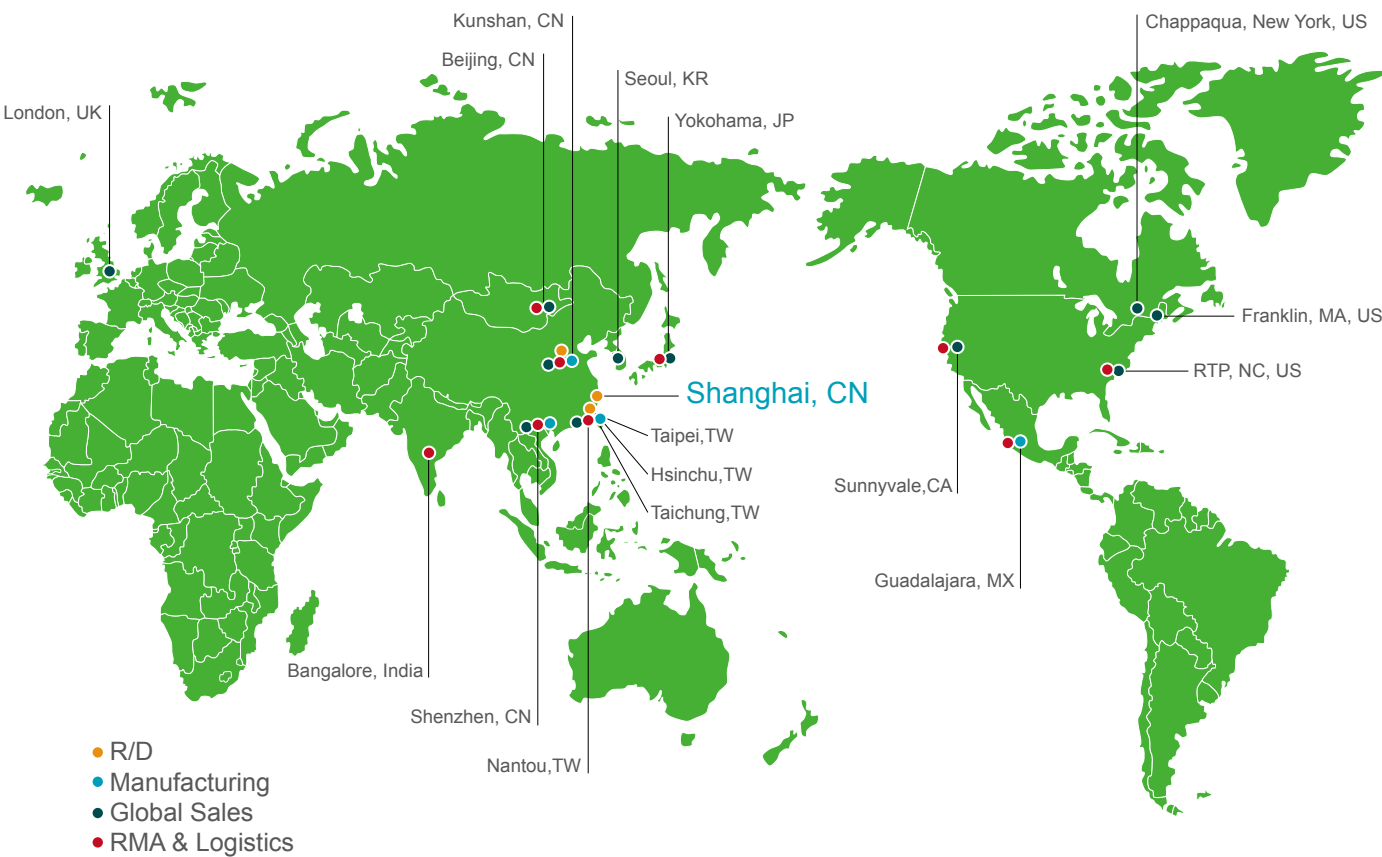 Kunshan, CN
Chappaqua, New York, US
Beijing, CN
Seoul, KR
London, UK
Yokohama, JP
Franklin, MA, US
RTP, NC, US
Shanghai, CN
Taipei,TW
Hsinchu,TW
Sunnyvale,CA
Taichung,TW
Guadalajara, MX
Bangalore, India
Shenzhen, CN
Nantou,TW
R/D
Manufacturing
Global Sales
RMA & Logistics